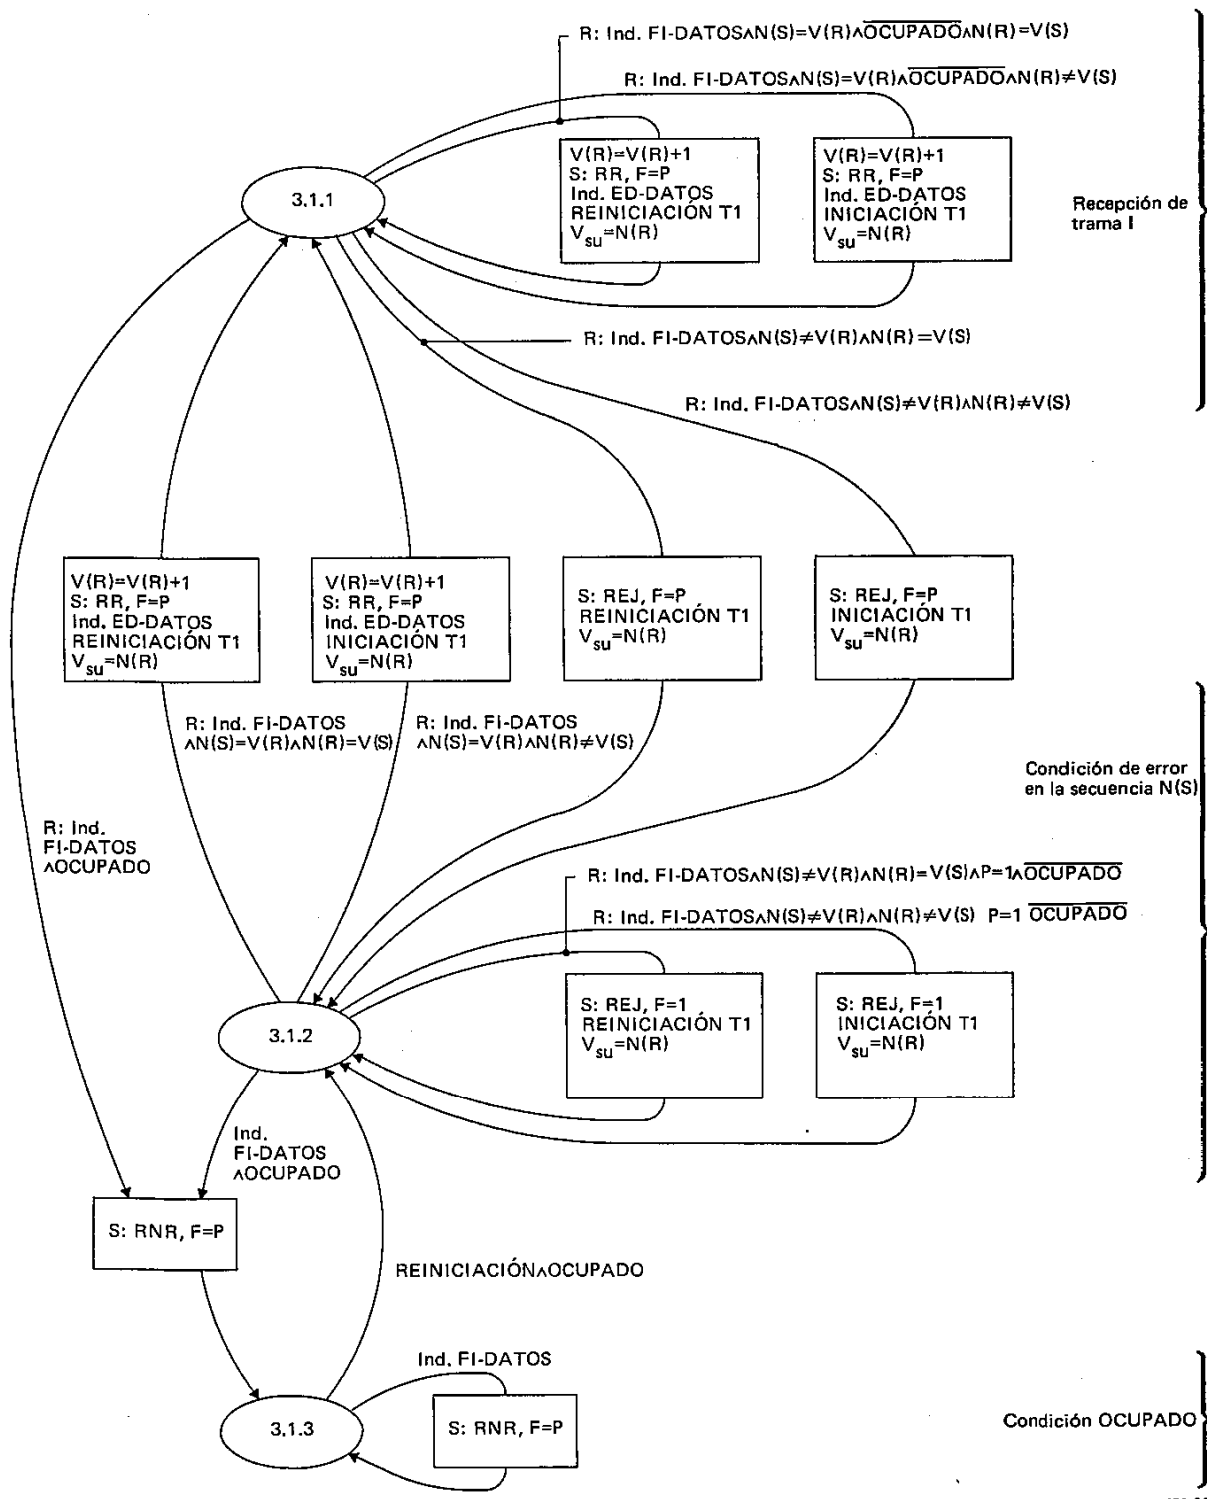 R: Ind. FI-DATOS∧N(S)=V(R)∧O̅C̅U̅P̅A̅D̅O̅∧N(R)=V(S)
R: Ind. FI-DATOS∧N(S)=V(R)∧O̅C̅U̅P̅A̅D̅O̅∧N(R)≠V(S)
V(R)=V(R)+1
S: RR, F=P
Ind. ED-DATOS
REINICIACIÓN T1
Vsu=N(R)
V(R)=V(R)+1
S: RR, F=P
Ind. ED-DATOS
INICIACIÓN T1
Vsu=N(R)
3.1.1
Recepción de
trama I
R: Ind. FI-DATOS∧N(S)≠V(R)∧N(R)=V(S)
R: Ind. FI-DATOS∧N(S)≠V(R)∧N(R)≠V(S)
V(R)=V(R)+1
S: RR, F=P
Ind. ED-DATOS
REINICIACIÓN T1
Vsu=N(R)
V(R)=V(R)+1
S: RR, F=P
Ind. ED-DATOS
INICIACIÓN T1
Vsu=N(R)
S: REJ, F=P
REINICIACIÓN T1
Vsu=N(R)
S: REJ, F=P
INICIACIÓN T1
Vsu=N(R)
R: Ind. FI-DATOS
∧N(S)=V(R)∧N(R)=V(S)
R: Ind. FI-DATOS
∧N(S)=V(R)∧N(R)≠V(S)
Condición de error
en la secuencia N(S)
R: Ind.
FI-DATOS
∧OCUPADO
R: Ind. FI-DATOS∧N(S)≠V(R)∧N(R)=V(S)∧P=1∧O̅C̅U̅P̅A̅D̅O̅
R: Ind. FI-DATOS∧N(S)≠V(R)∧N(R)≠V(S) P=1 O̅C̅U̅P̅A̅D̅O̅
S: REJ, F=1
REINICIACIÓN T1
Vsu=N(R)
S: REJ, F=1
INICIACIÓN T1
Vsu=N(R)
3.1.2
Ind.
FI-DATOS
∧OCUPADO
S: RNR, F=P
REINICIACIÓN∧OCUPADO
Ind. FI-DATOS
3.1.3
S: RNR, F=P
Condición OCUPADO